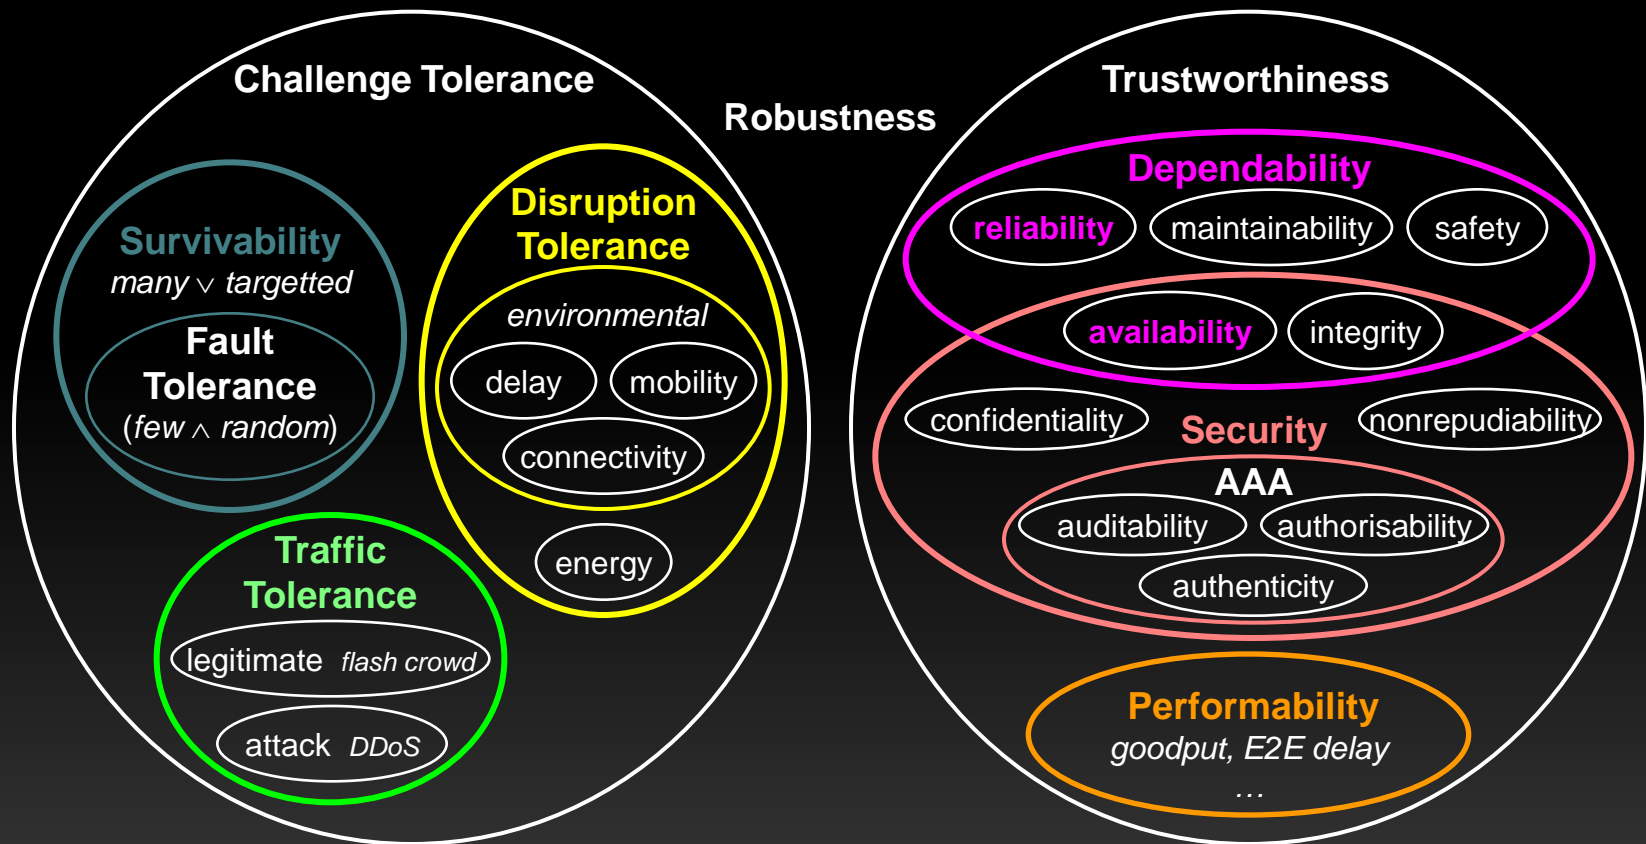 Challenge Tolerance
Robustness
Trustworthiness
Survivability
many ∨ targetted
Fault
Tolerance
(few ∧ random)
Disruption
Tolerance
environmental
delay
mobility
connectivity
energy
Traffic
Tolerance
legitimate flash crowd
attack DDoS
Dependability
reliability
maintainability
safety
availability
integrity
confidentiality
Security
nonrepudiability
AAA
auditability
authorisability
authenticity
Performability
goodput, E2E delay
…